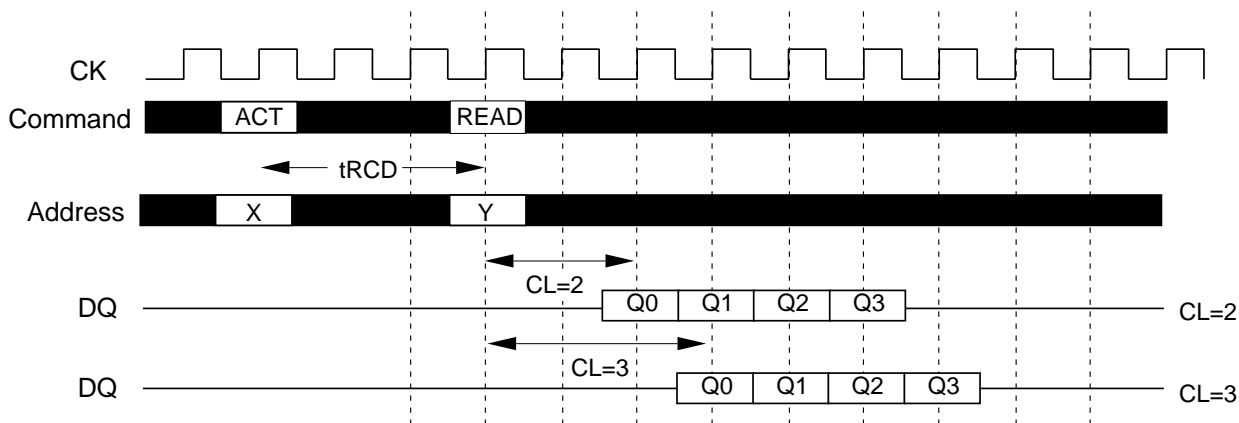 CK
Command ACT READ
tRCD
Address X Y
CL=2
DQ Q0 Q1 Q2 Q3 CL=2
CL=3
DQ Q0 Q1 Q2 Q3 CL=3